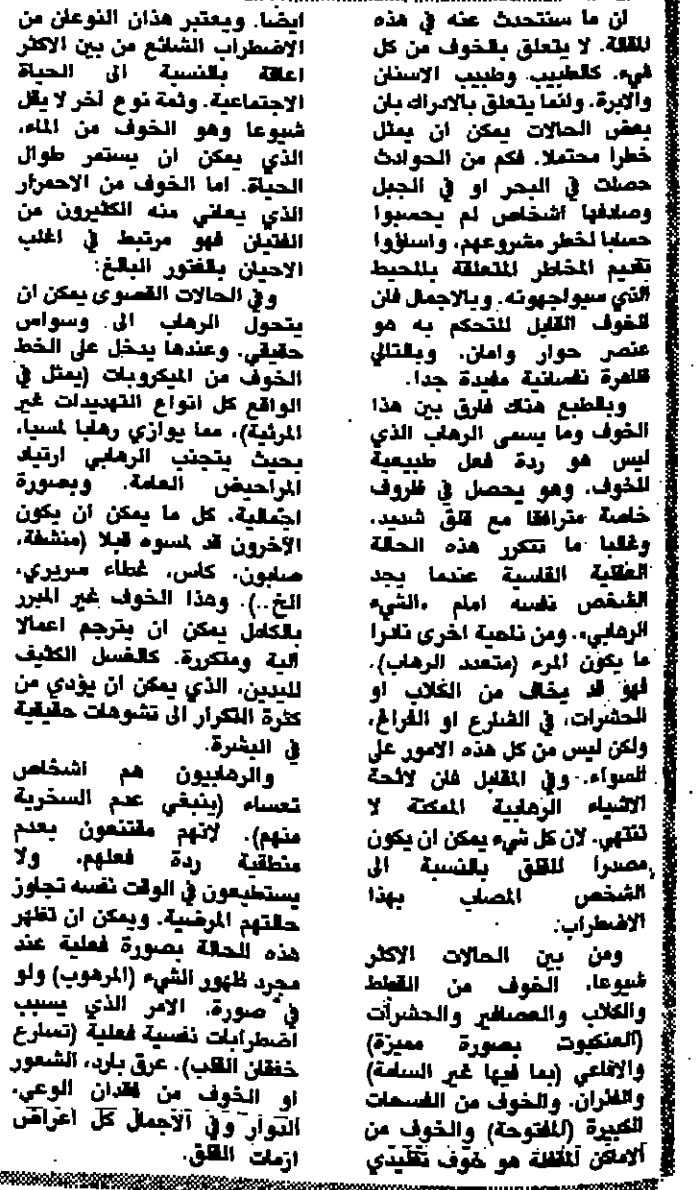 ان ما سنتحدث عنه في هذه
المقالة. لا يتعلق بالخوف من كل
شيء. كالطبيب وطبيب الاسنان
والابرة. وانما يتعلق بالادراك بان
بعض الحالات يمكن ان يمثل
خطرا محتملا. فكم من الحوادث
حصلت في البحر او في الجبل
وصادفها اشخاص لم يحسبوا
حسابا لخطر مشروعهم. واساؤوا
تقييم المخاطر المتعلقة بالمحيط
الذي سيواجهونه. وبالاجمال فان
الخوف القابل للتحكم به هو
عنصر حوار وامان. وبالتالي
ظاهرة نفسانية مفيدة جدا.
وبالطبع هناك فارق بين هذا
الخوف وما يسمى الرهاب الذي
ليس هو ردة فعل طبيعية
للخوف. وهو يحصل في ظروف
خاصة مترافقا مع قلق شديد.
وغالبا ما تتكرر هذه الحالة
العقلية القاسية عندما يجد
الشخص نفسه امام «الشيء
الرهابي». ومن ناحية اخرى نادرا
ما يكون المرء (متعدد الرهاب).
فهو قد يخاف من الكلاب او
الحشرات، في الشارع او الفراغ.
ولكن ليس من كل هذه الامور على
السواء. وفي المقابل فان لائحة
الاشياء الرهابية الممكنة لا
تنتهي. لان كل شيء يمكن ان يكون
مصدرا للقلق بالنسبة الى
الشخص المصاب بهذا
الاضطراب.
ومن بين الحالات الاكثر
شيوعا. الخوف من القطط
والكلاب والعصافير والحشرات
(العنكبوت بصورة مميزة)
والافاعي (بما فيها غير السامة)
والفئران. والخوف من الفسحات
الكبيرة (المفتوحة) والخوف من
الاماكن المقفلة هو خوف تقليدي
ايضا. ويعتبر هذان النوعان من
الاضطراب الشائع من بين الاكثر
اعاقة بالنسبة الى الحياة
الاجتماعية. وثمة نوع آخر لا يقل
شيوعا وهو الخوف من الماء.
الذي يمكن ان يستمر طوال
الحياة. اما الخوف من الاحمرار
الذي يعاني منه الكثيرون من
الفتيان فهو مرتبط في اغلب
الاحيان بالفتور البالغ.
وفي الحالات القصوى يمكن ان
يتحول الرهاب الى وسواس
حقيقي. وعندها يدخل على الخط
الخوف من الميكروبات (يمثل في
الواقع كل انواع التهديدات غير
المرئية)، مما يوازي رهابا لمسيا.
بحيث يتجنب الرهابي ارتياد
المراحيض العامة. وبصورة
اجمالية. كل ما يمكن ان يكون
الآخرون قد لمسوه قبلا (منشفة،
صابون، كاس، غطاء سريري،
الخ..). وهذا الخوف غير المبرر
بالكامل يمكن ان يترجم اعمالا
آلية ومتكررة. كالغسل الكثيف
لليدين. الذي يمكن ان يؤدي من
كثرة التكرار الى تشوهات حقيقية
في البشرة.
والرهابيون هم اشخاص
تعساء (ينبغي عدم السخرية
منهم). لانهم مقتنعون بعدم
منطقية ردة فعلهم. ولا
يستطيعون في الوقت نفسه تجاوز
حالتهم المرضية. ويمكن ان تظهر
هذه الحالة بصورة فعلية عند
مجرد ظهور الشيء (المرهوب) ولو
في صورة. الامر الذي يسبب
اضطرابات نفسية فعلية (تسارع
خفقان القلب). عرق بارد، الشعور
او الخوف من فقدان الوعي.
الدوار وفي الاجمال كل اعراض
ازمات القلق.